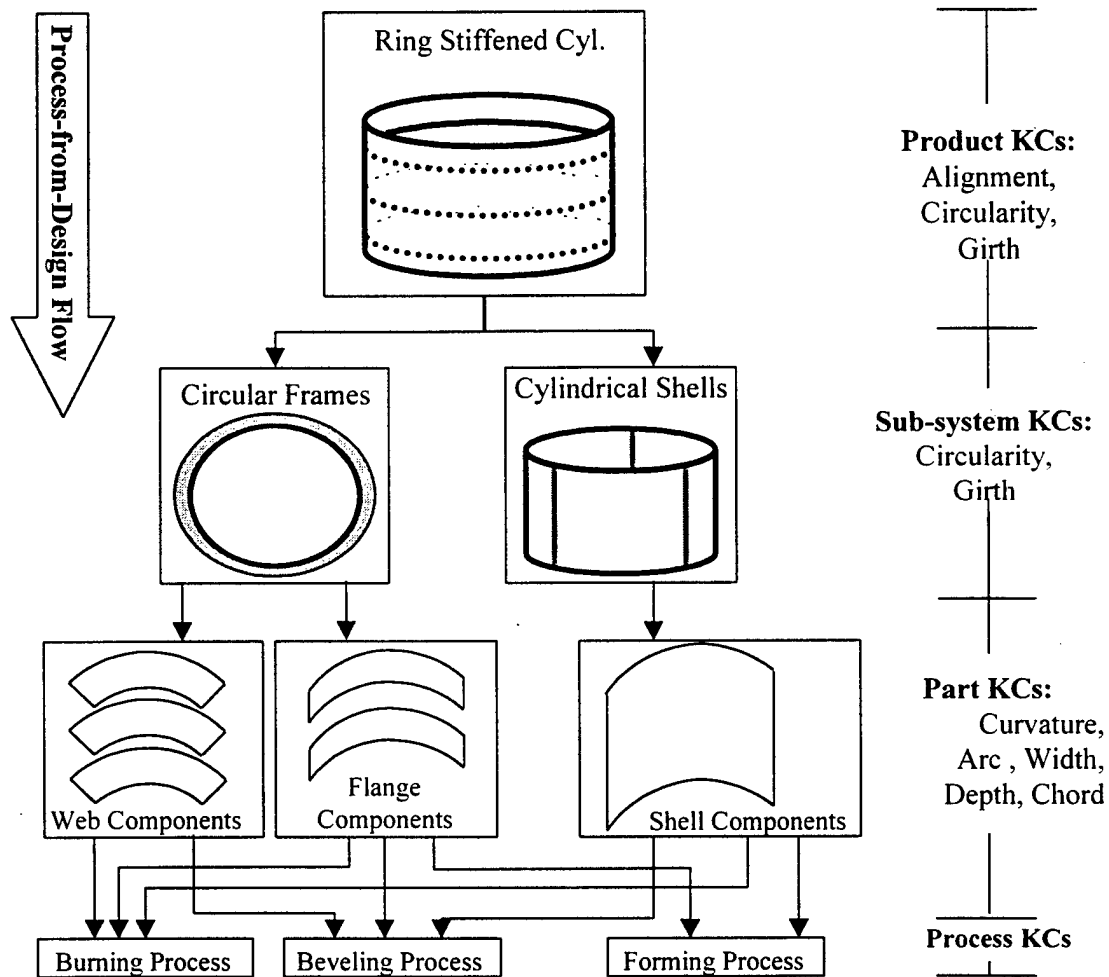 Process-from-Design Flow
Ring Stiffened Cyl.
Product KCs:
Alignment,
Circularity,
Girth
Circular Frames
Cylindrical Shells
Sub-system KCs:
Circularity,
Girth
Web Components
Flange
Components
Shell Components
Part KCs:
Curvature,
Arc , Width,
Depth, Chord
Burning Process
Beveling Process
Forming Process
Process KCs